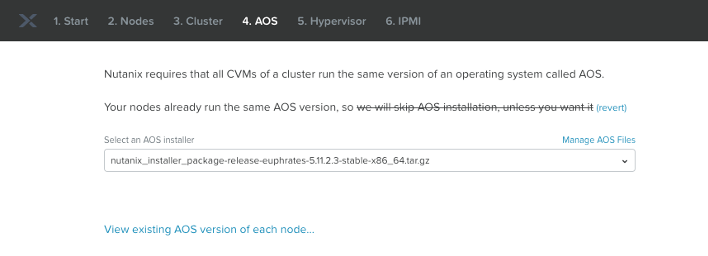 1. Start 2. Nodes 3. Cluster 4. AOS 5. Hypervisor 6. IPMI
Nutanix requires that all CVMs of a cluster run the same version of an operating system called AOS.
Your nodes already run the same AOS version, so we will skip AOS installation, unless you want it (revert)
Select an AOS installer Manage AOS Files
nutanix_installer_package-release-euphrates-5.11.2.3-stable-x86_64.tar.gz
View existing AOS version of each node...